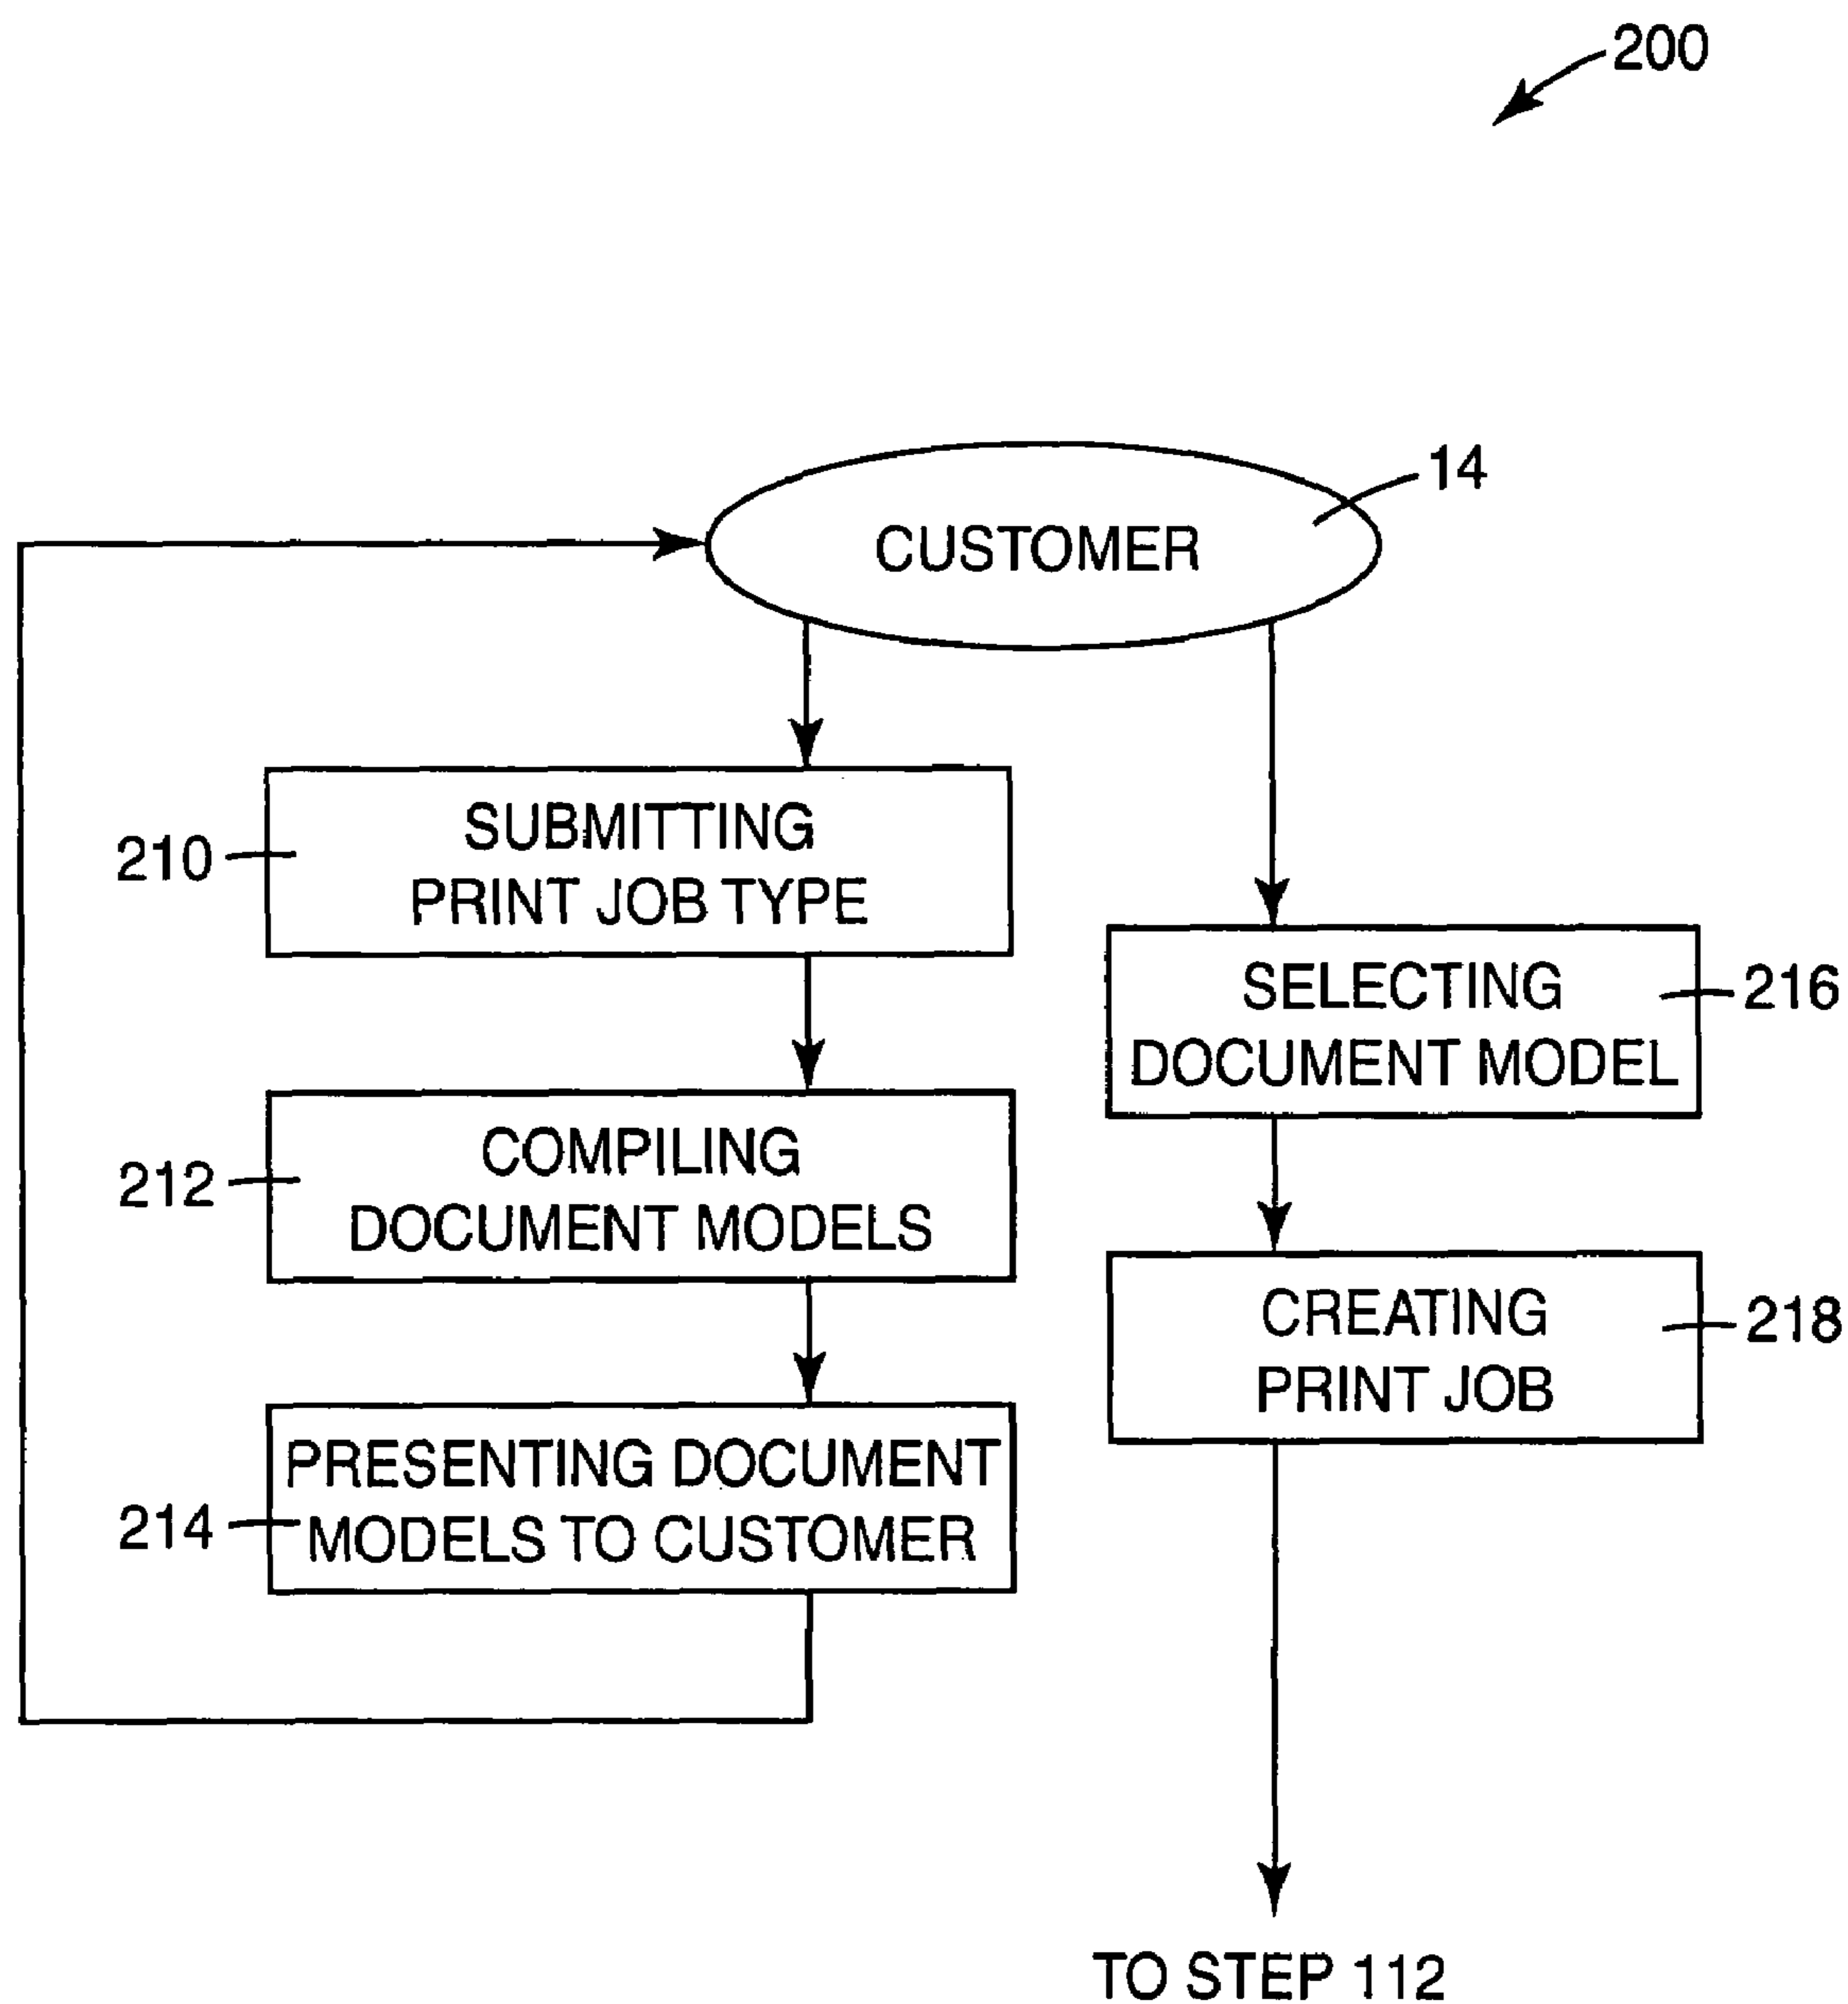 200
14
CUSTOMER
210
SUBMITTING
PRINT JOB TYPE
216
SELECTING
DOCUMENT MODEL
212
COMPILING
DOCUMENT MODELS
218
CREATING
PRINT JOB
214
PRESENTING DOCUMENT
MODELS TO CUSTOMER
TO STEP 112